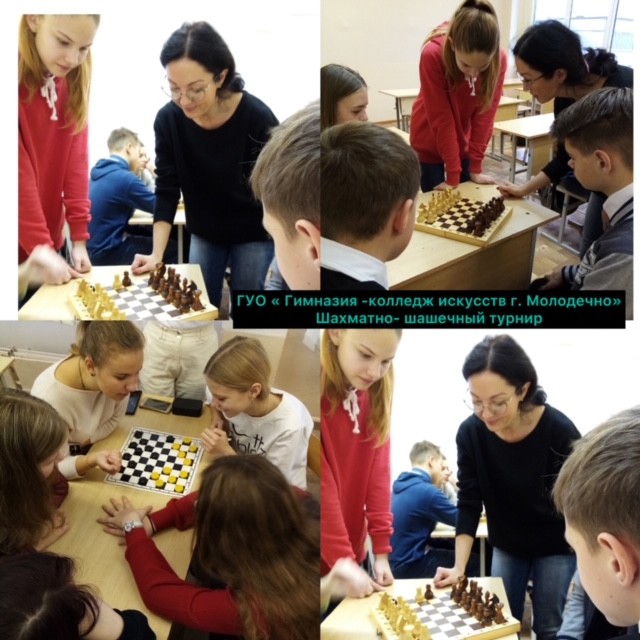 ГУО « Гимназия -колледж искусств г. Молодечно»
Шахматно- шашечный турнир